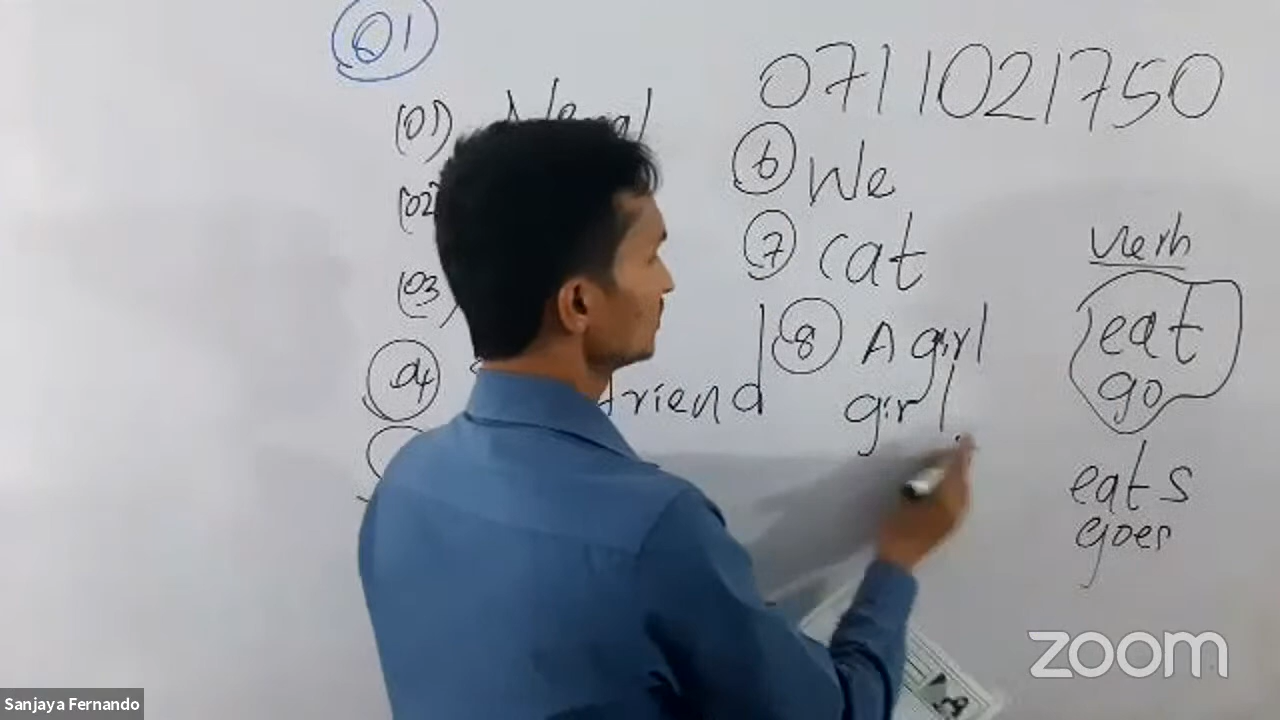 01
0711021750
(01)
(02
(03
04
friend
6 We
7 cat
8 A girl
girl
Verb
eat
go
eats
goes
zoom
Sanjaya Fernando